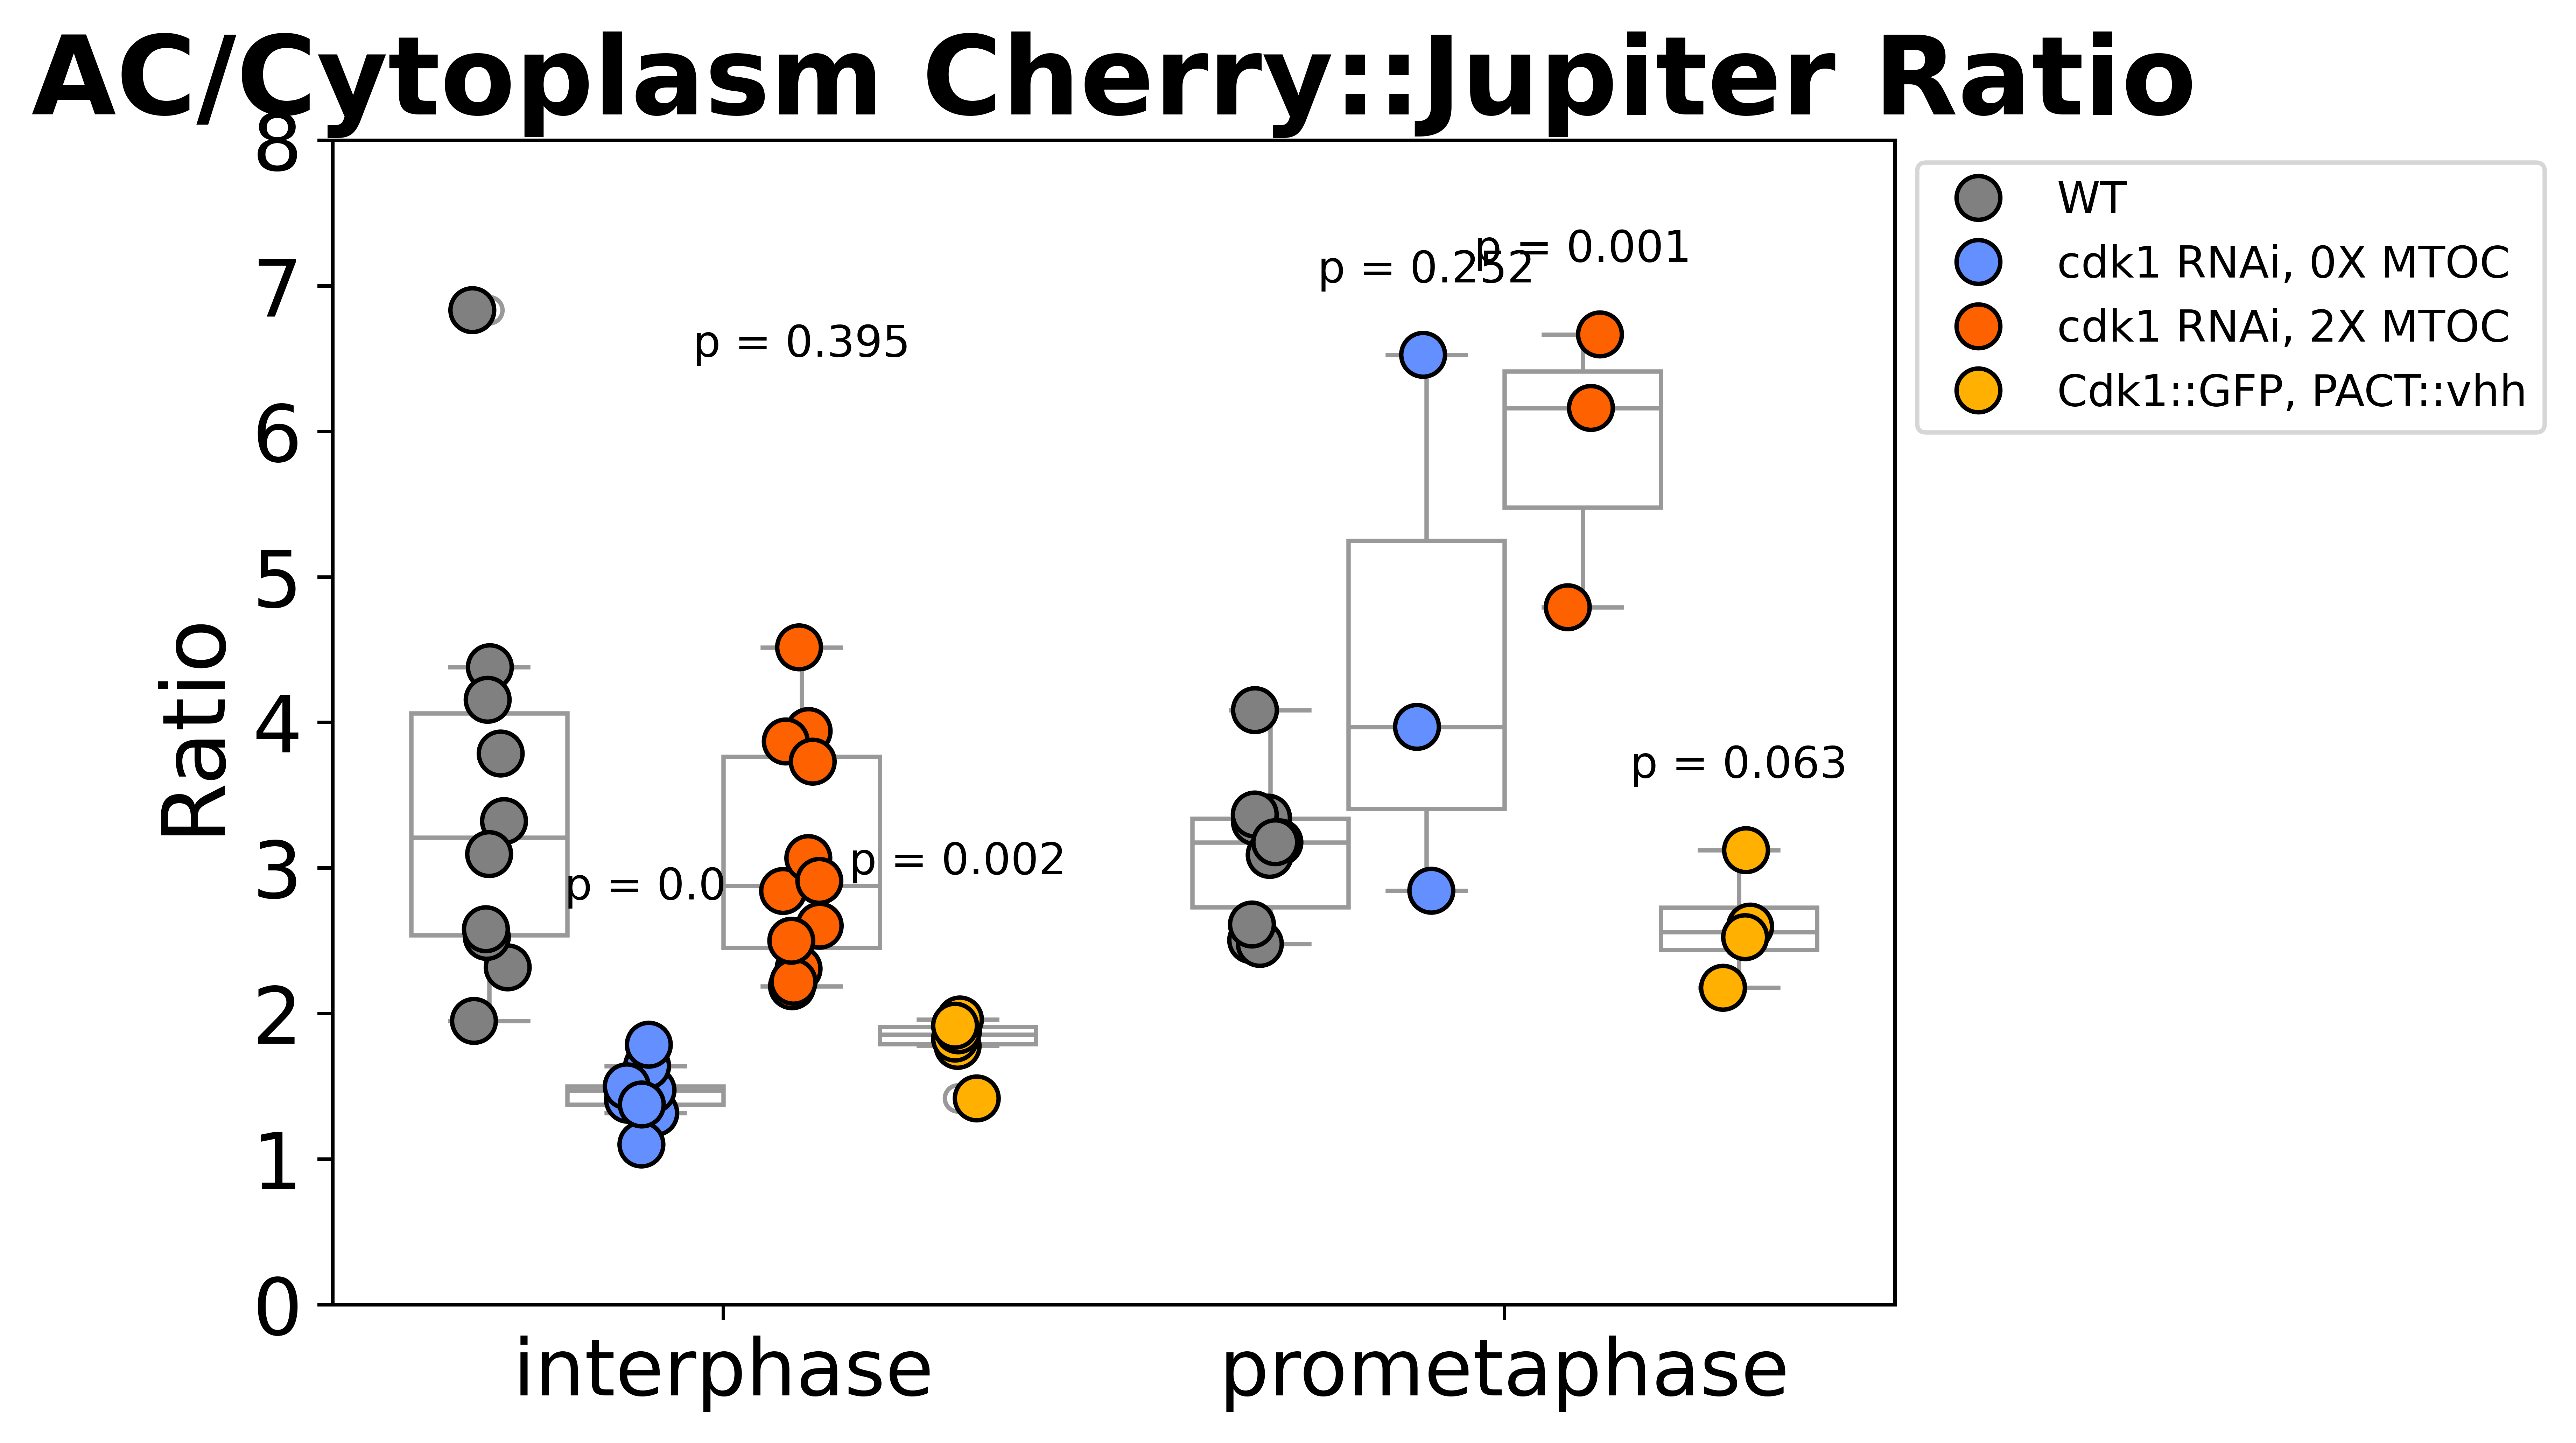 AC/Cytoplasm Cherry::Jupiter Ratio
8
7
6
5
4
3
2
1
0
Ratio
p = 0.395
p = 0.0
p = 0.002
p = 0.252
p = 0.001
p = 0.063
interphase
prometaphase
WT
cdk1 RNAi, 0X MTOC
cdk1 RNAi, 2X MTOC
Cdk1::GFP, PACT::vhh